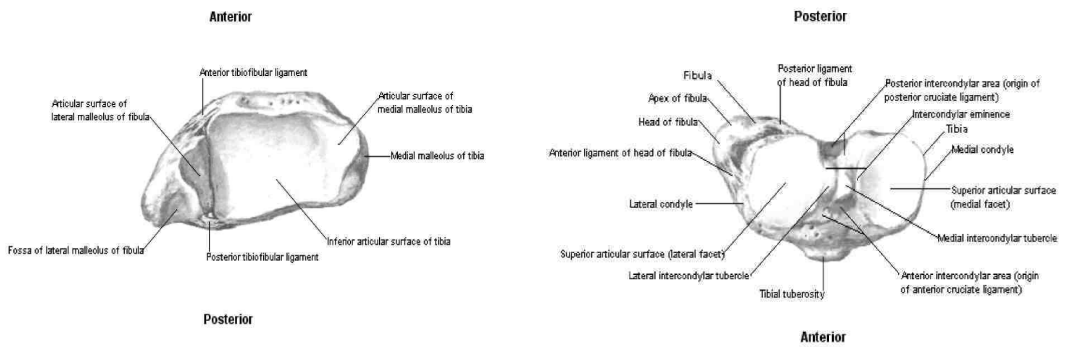 Anterior
Anterior tibiofibular ligament
Articular surface of
lateral malleolus of fibula
Articular surface of
medial malleolus of tibia
Medial malleolus of tibia
Fossa of lateral malleolus of fibula
Posterior tibiofibular ligament
Inferior articular surface of tibia
Posterior
Posterior
Fibula
Posterior ligament
of head of fibula
Apex of fibula
Head of fibula
Anterior ligament of head of fibula
Lateral condyle
Superior articular surface (lateral facet)
Lateral intercondylar tubercle
Tibial tuberosity
Posterior intercondylar area (origin of
posterior cruciate ligament)
Intercondylar eminence
Tibia
Medial condyle
Superior articular surface
(medial facet)
Medial intercondylar tubercle
Anterior intercondylar area (origin
of anterior cruciate ligament)
Anterior